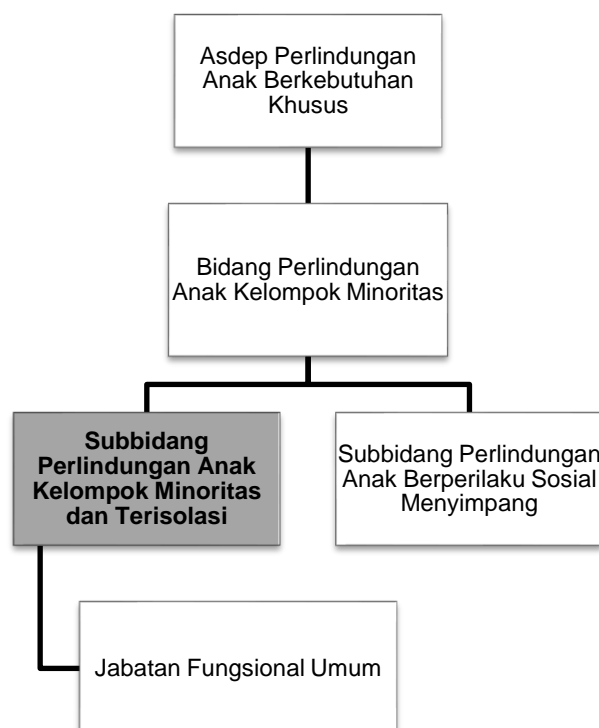 Asdep Perlindungan
Anak Berkebutuhan
Khusus
Bidang Perlindungan
Anak Kelompok Minoritas
Subbidang
Perlindungan Anak
Kelompok Minoritas
dan Terisolasi
Subbidang Perlindungan
Anak Berperilaku Sosial
Menyimpang
Jabatan Fungsional Umum